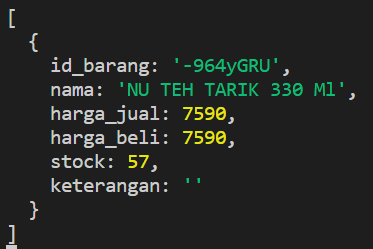 [
  {
    id_barang: '-964yGRU',
    nama: 'NU TEH TARIK 330 Ml',
    harga_jual: 7590,
    harga_beli: 7590,
    stock: 57,
    keterangan: ''
  }
]